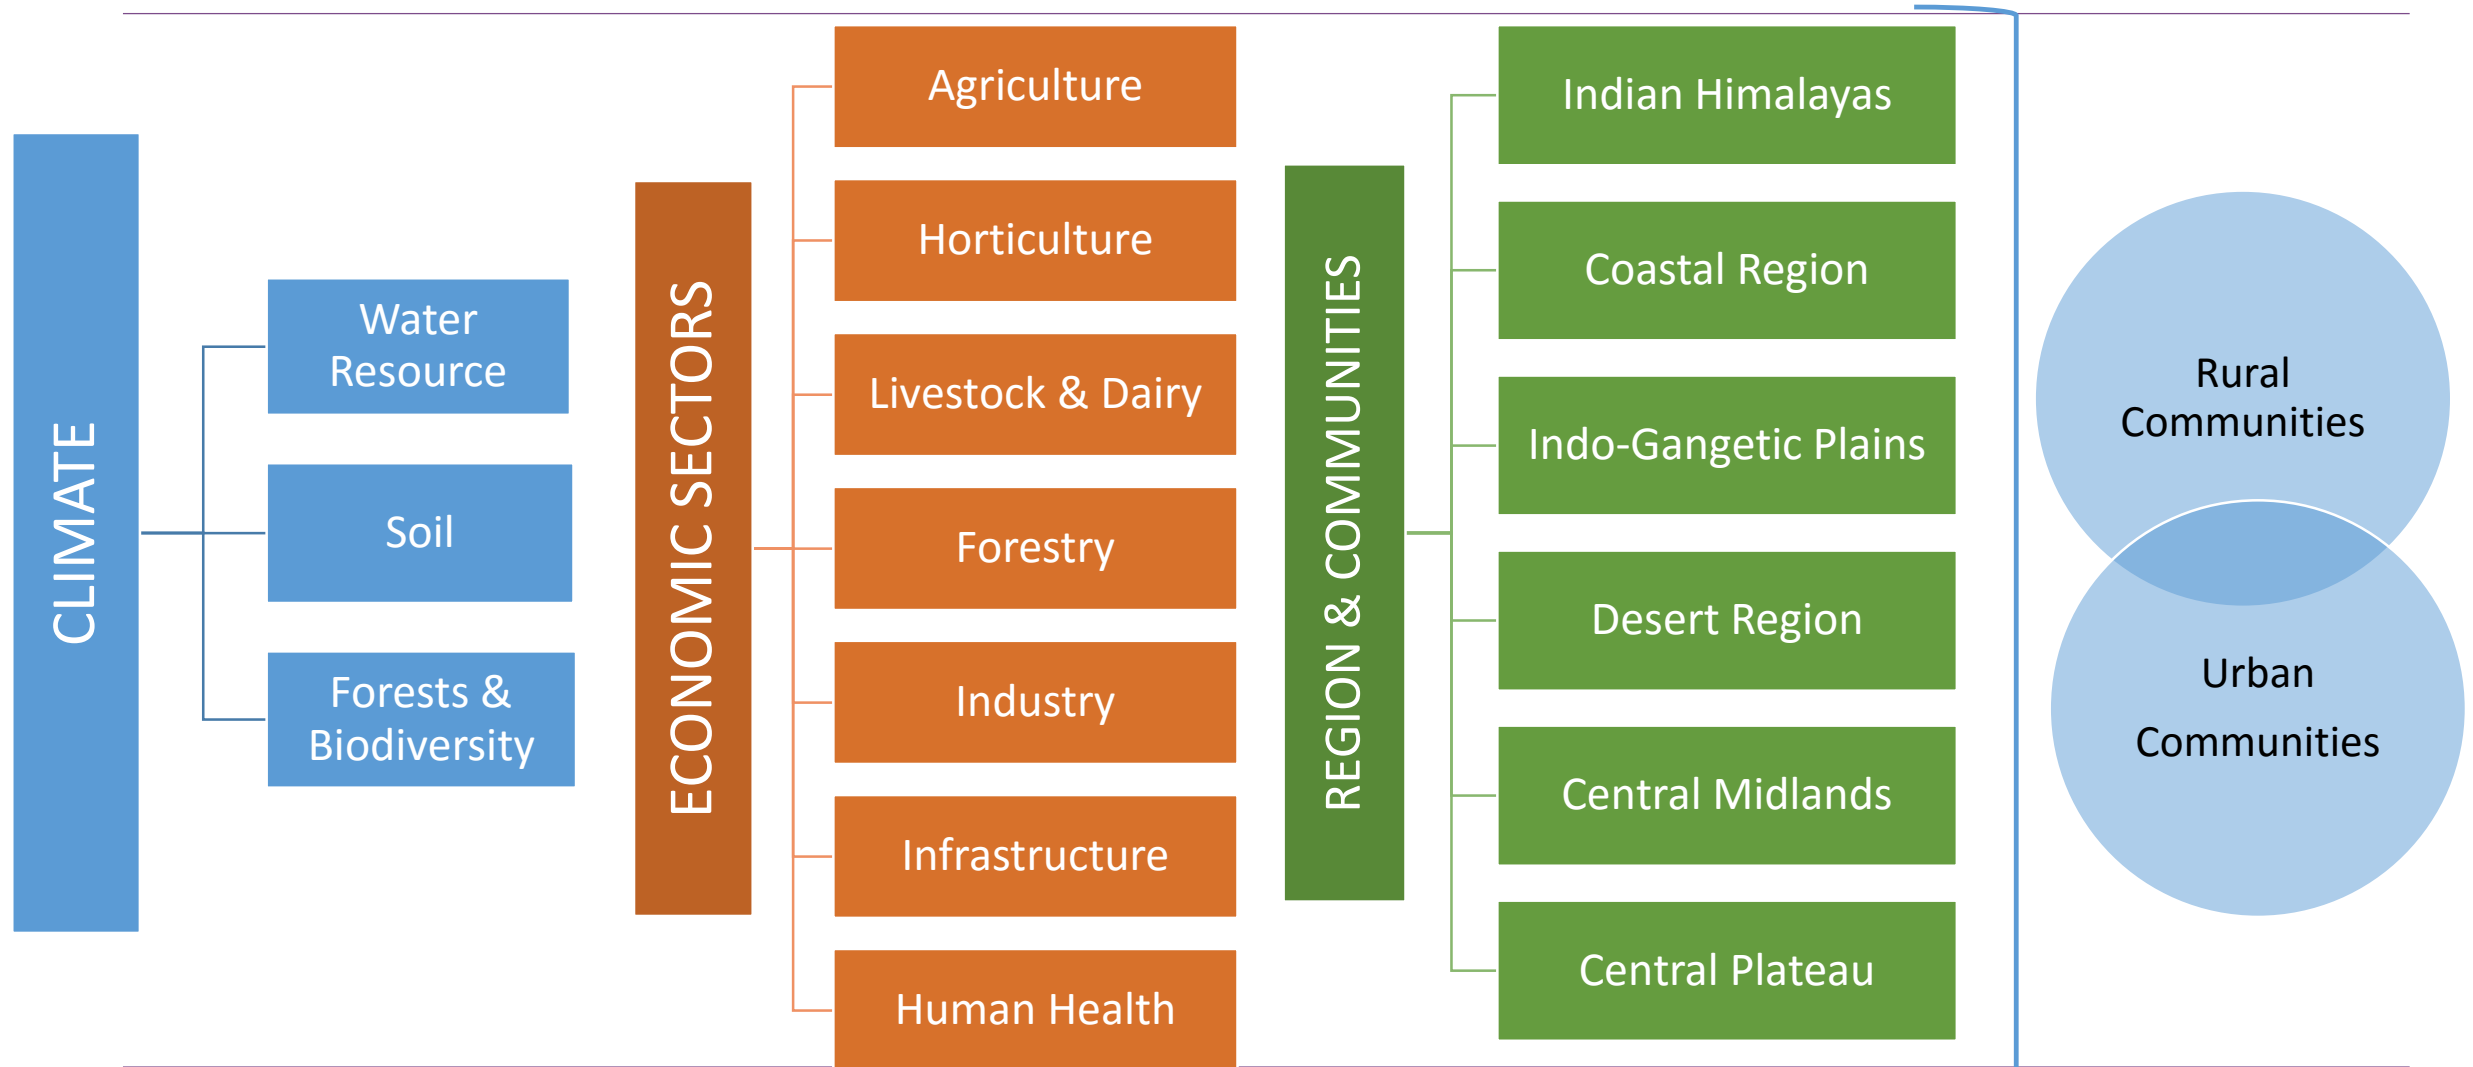 CLIMATE
Water
Resource
Soil
Forests &
Biodiversity
ECONOMIC SECTORS
Agriculture
Horticulture
Livestock & Dairy
Forestry
Industry
Infrastructure
Human Health
REGION & COMMUNITIES
Indian Himalayas
Coastal Region
Indo-Gangetic Plains
Desert Region
Central Midlands
Central Plateau
Rural
Communities
Urban
Communities